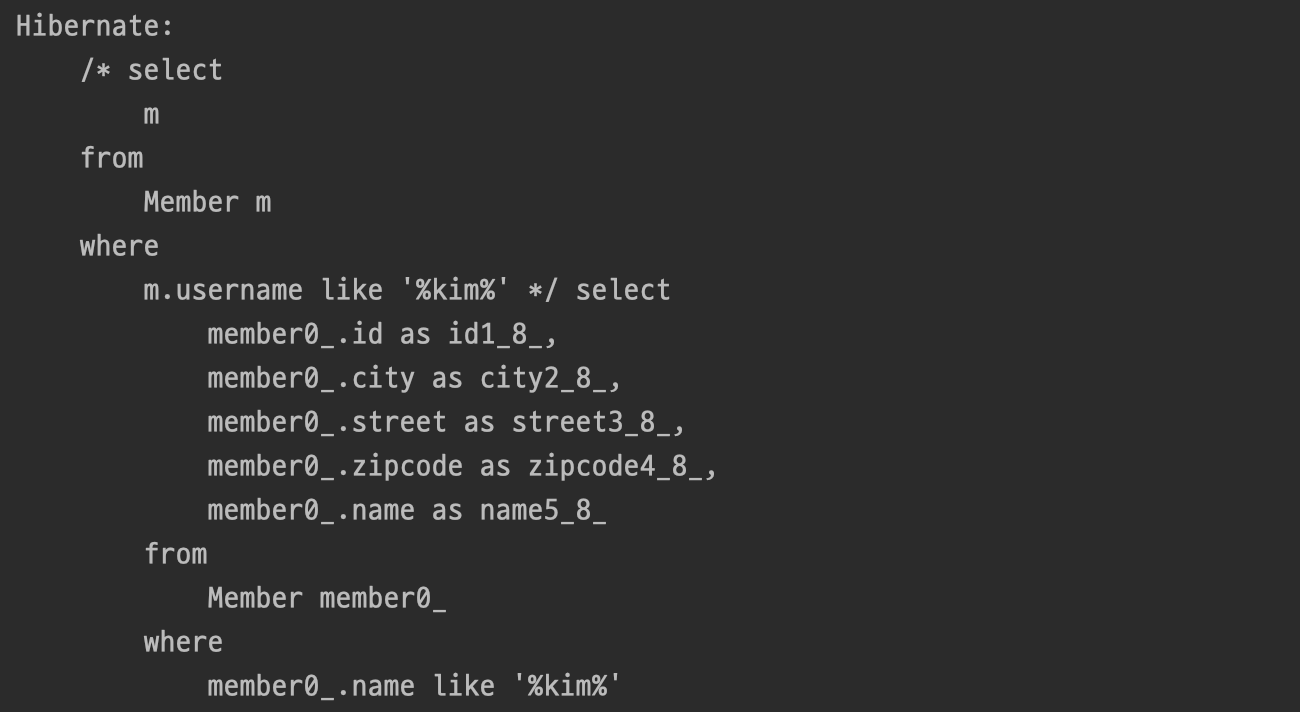 Hibernate:
    /* select
        m
    from
        Member m
    where
        m.username like '%kim%' */ select
            member0_.id as id1_8_,
            member0_.city as city2_8_,
            member0_.street as street3_8_,
            member0_.zipcode as zipcode4_8_,
            member0_.name as name5_8_
        from
            Member member0_
        where
            member0_.name like '%kim%'